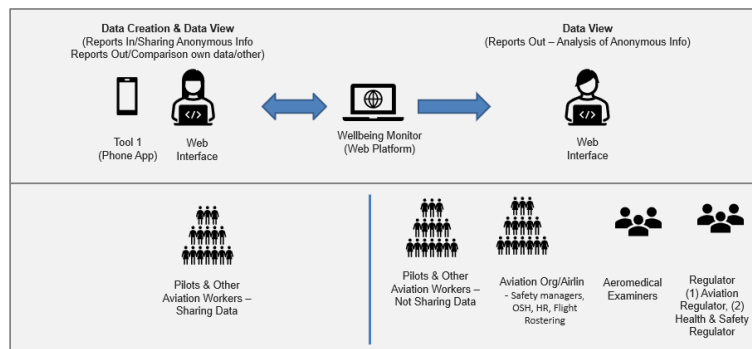 Data Creation & Data View
(Reports In/Sharing Anonymous Info
Reports Out/Comparison own data/other)
Data View
(Reports Out – Analysis of Anonymous Info)
Tool 1
(Phone App)
Web
Interface
Wellbeing Monitor
(Web Platform)
Web
Interface
Pilots & Other
Aviation Workers –
Sharing Data
Pilots & Other
Aviation Workers –
Not Sharing Data
Aviation Org/Airlin
- Safety managers,
OSH, HR, Flight
Rostering
Aeromedical
Examiners
Regulator
(1) Aviation
Regulator, (2)
Health & Safety
Regulator